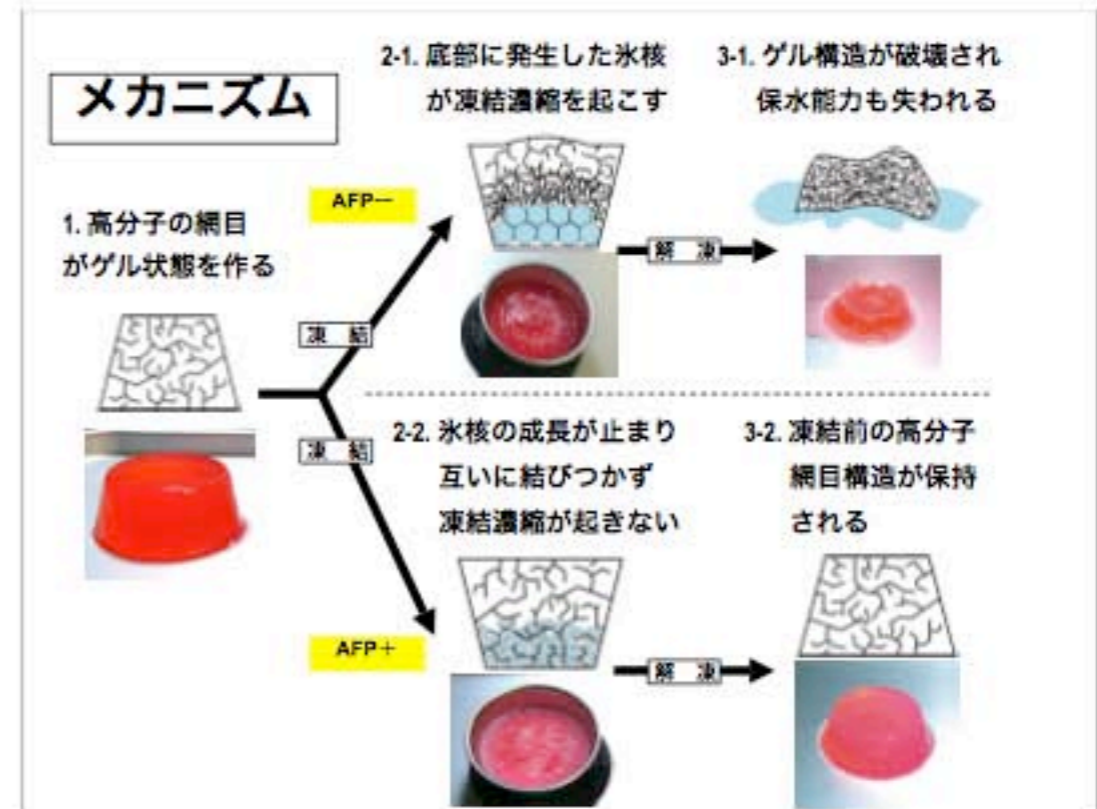 メカニズム
1. 高分子の網目
がゲル状態を作る
AFP－
凍 結
2-1. 底部に発生した氷核
が凍結濃縮を起こす
解 凍
3-1. ゲル構造が破壊され
保水能力も失われる
凍 結
AFP＋
2-2. 氷核の成長が止まり
互いに結びつかず
凍結濃縮が起きない
解 凍
3-2. 凍結前の高分子
網目構造が保持
される